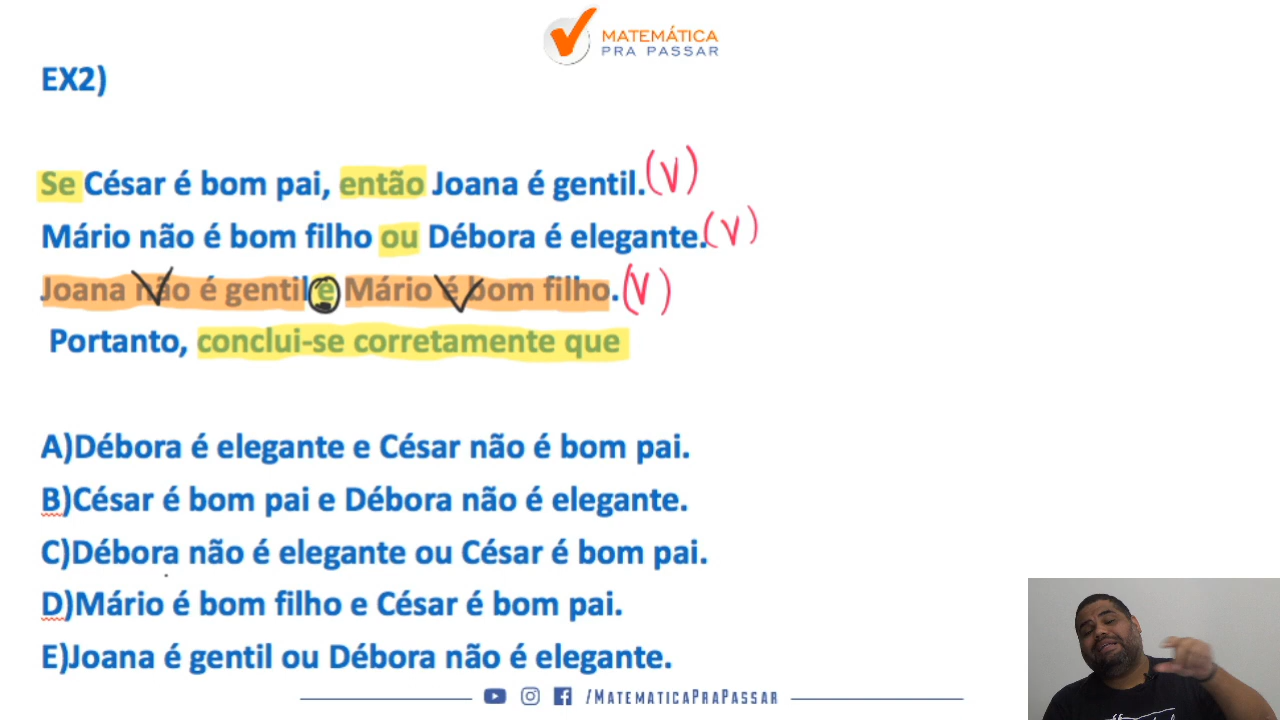 MATEMÁTICA
PRA PASSAR
EX2)
Se César é bom pai, então Joana é gentil. (V)
Mário não é bom filho ou Débora é elegante. (V)
Joana não é gentil e Mário é bom filho. (V)
Portanto, conclui-se corretamente que
A)Débora é elegante e César não é bom pai.
B)César é bom pai e Débora não é elegante.
C)Débora não é elegante ou César é bom pai.
D)Mário é bom filho e César é bom pai.
E)Joana é gentil ou Débora não é elegante.
/MATEMATICAPRAPASSAR